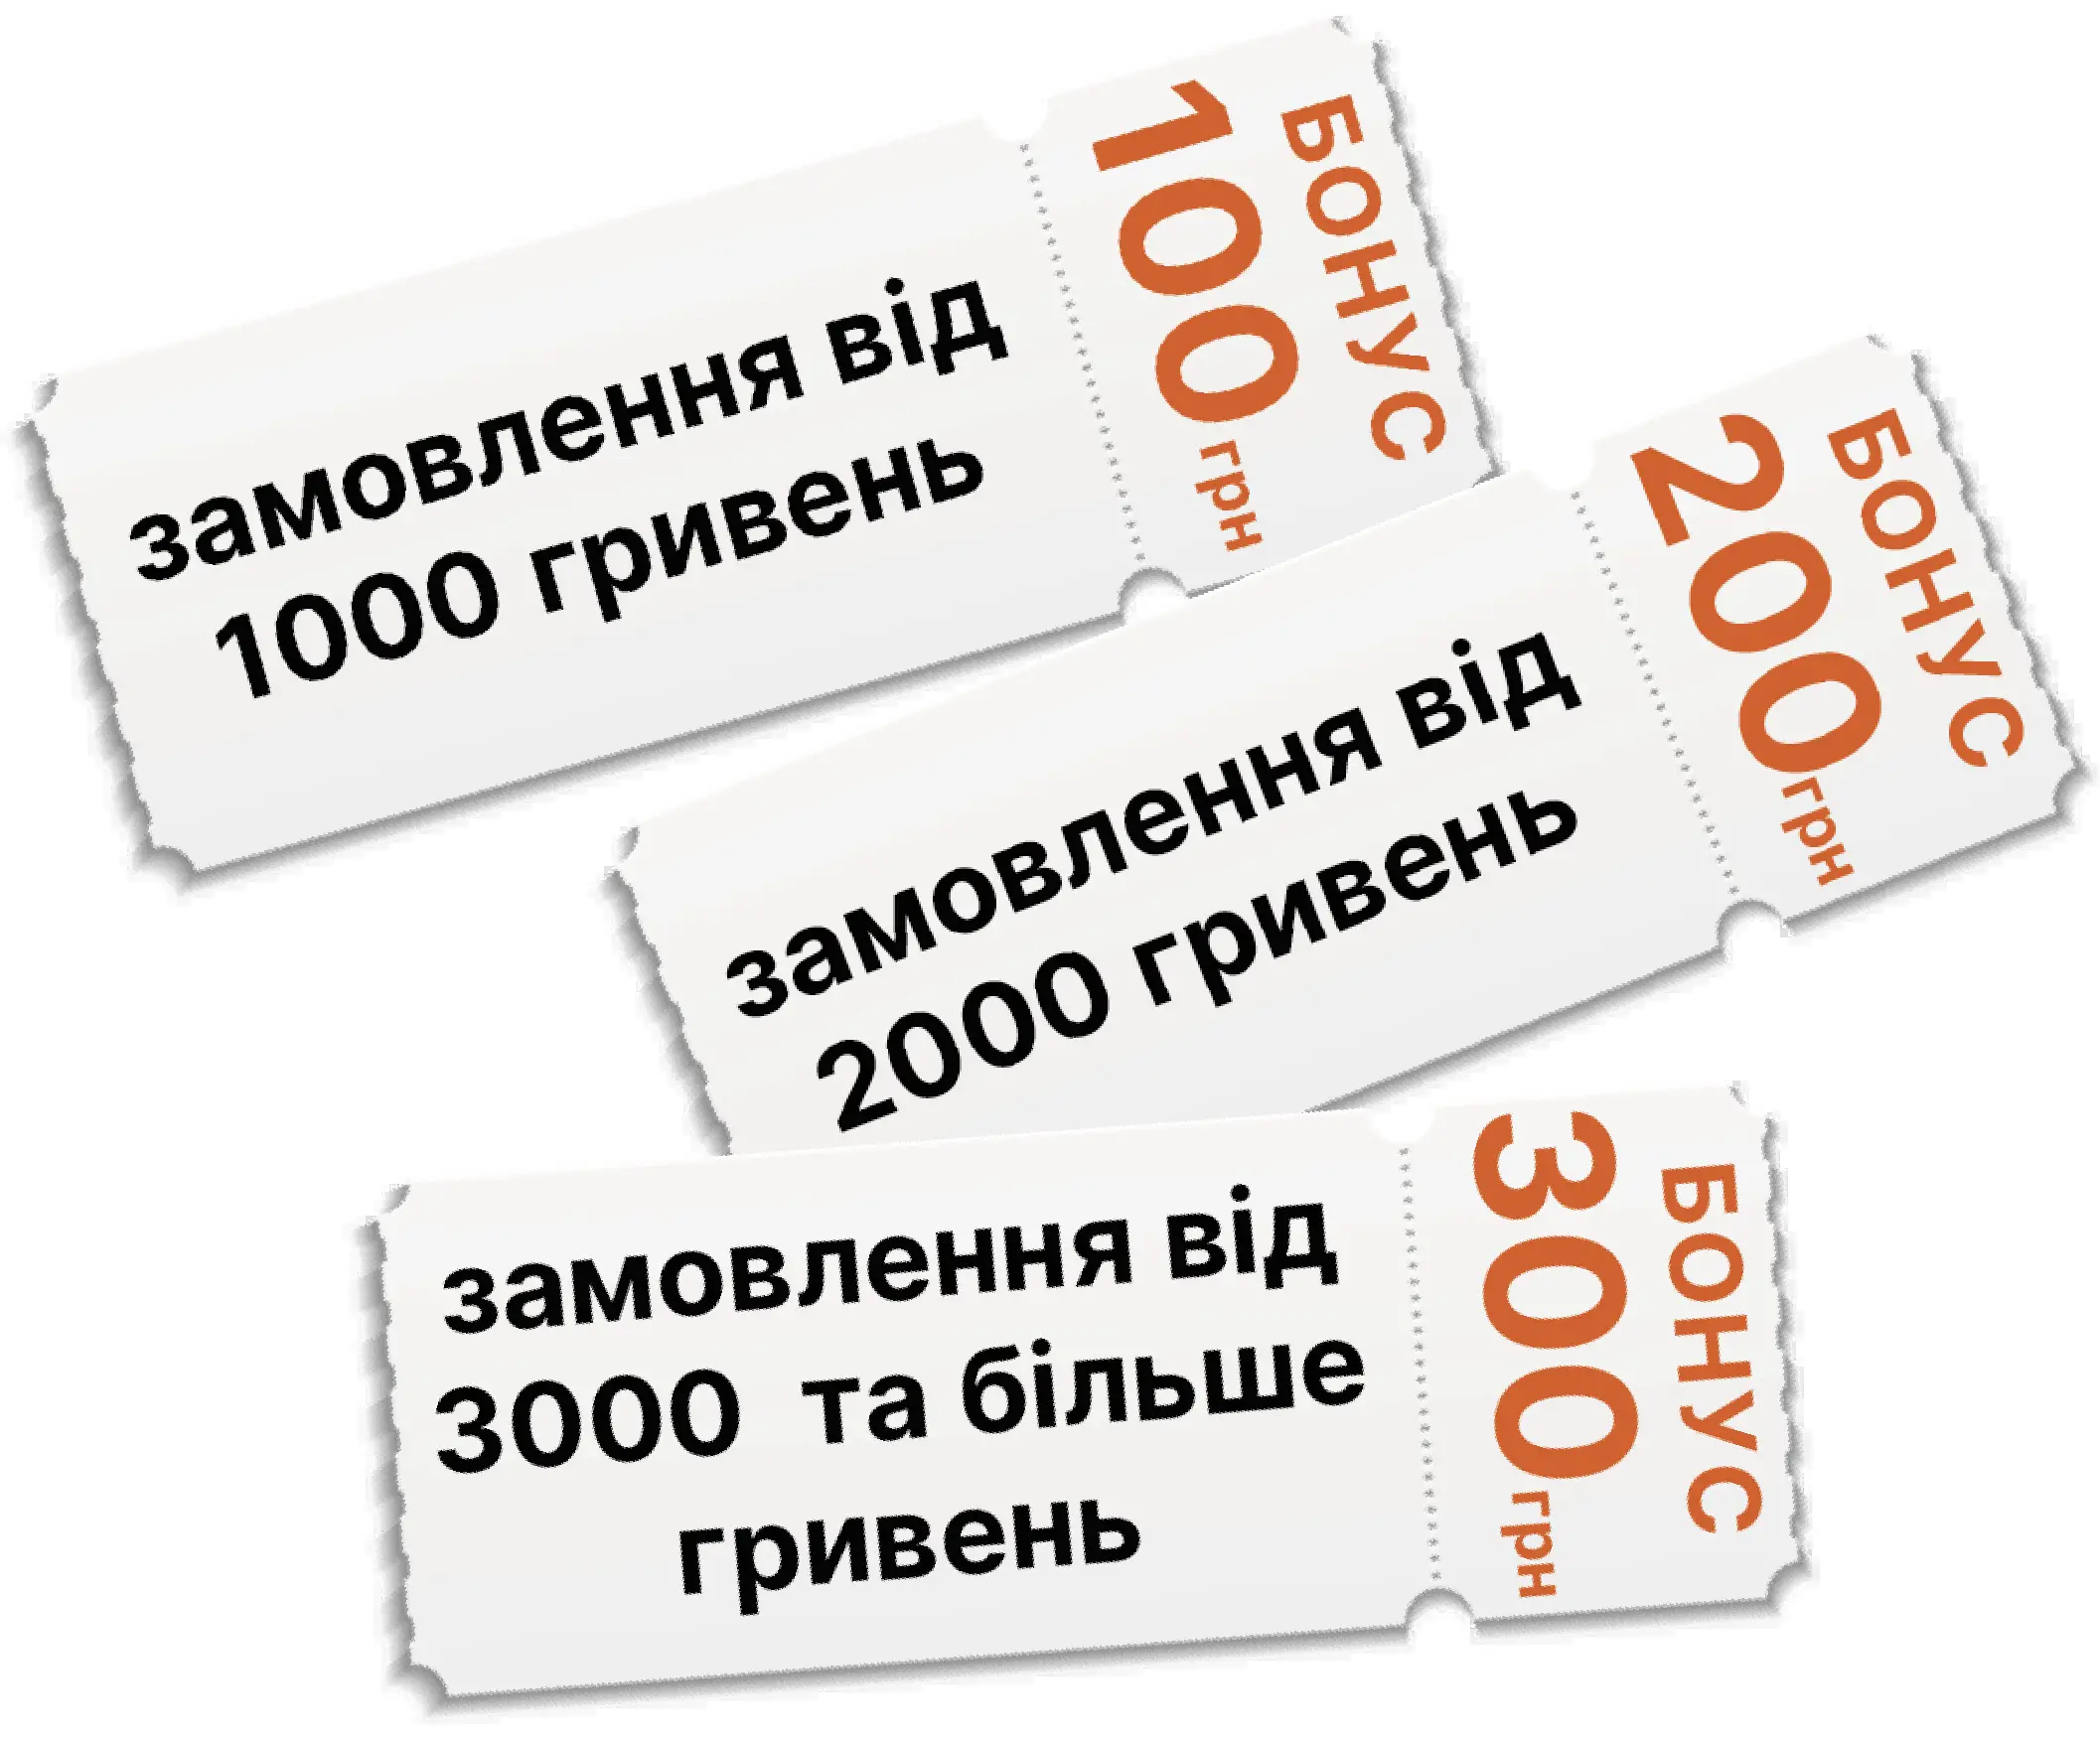 замовлення від
1000 гривень
БОНУС
100 грн
замовлення від
2000 гривень
БОНУС
200 грн
замовлення від
3000 та більше
гривень
БОНУС
300 грн